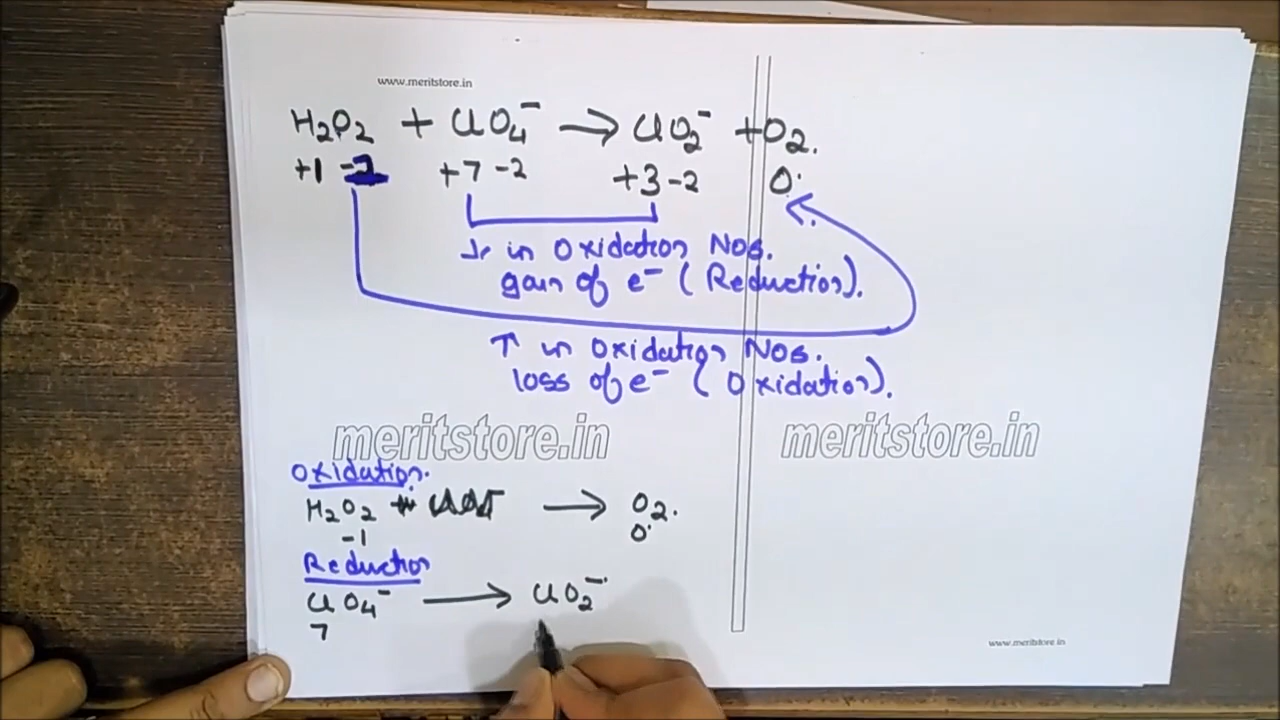 www.meritstore.in
H₂O₂ + ClO₄⁻ → ClO₂⁻ + O₂.
+1 -2 +7 -2 +3 -2 0.
↓ in Oxidation Nos.
gain of e⁻ (Reduction).
↑ in Oxidation Nos.
loss of e⁻ (Oxidation).
meritstore.in meritstore.in
Oxidation.
H₂O₂ → O₂.
-1 0.
Reduction
ClO₄⁻ → ClO₂⁻.
7
www.meritstore.in